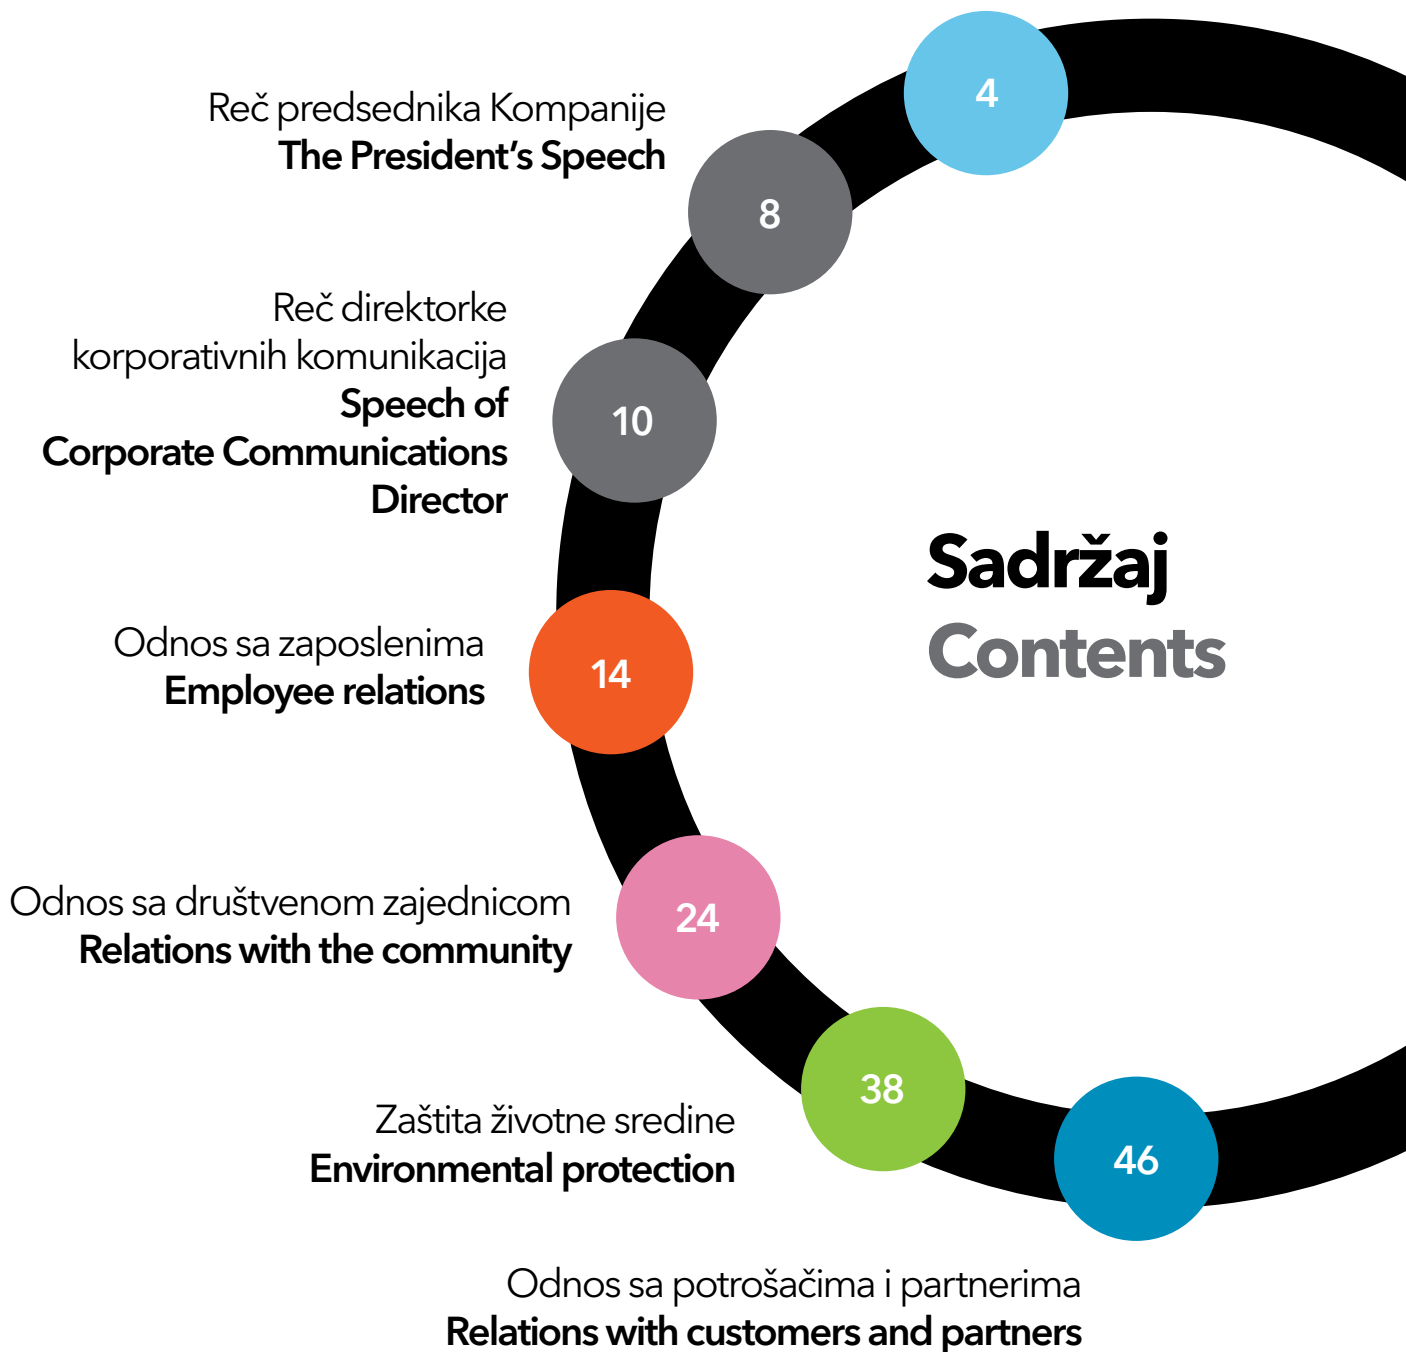 4
Reč predsednika Kompanije
The President's Speech
8
Reč direktorke
korporativnih komunikacija
Speech of
Corporate Communications
Director
10
Sadržaj
Contents
Odnos sa zaposlenima
Employee relations
14
Odnos sa društvenom zajednicom
Relations with the community
24
Zaštita životne sredine
Environmental protection
38
46
Odnos sa potrošačima i partnerima
Relations with customers and partners